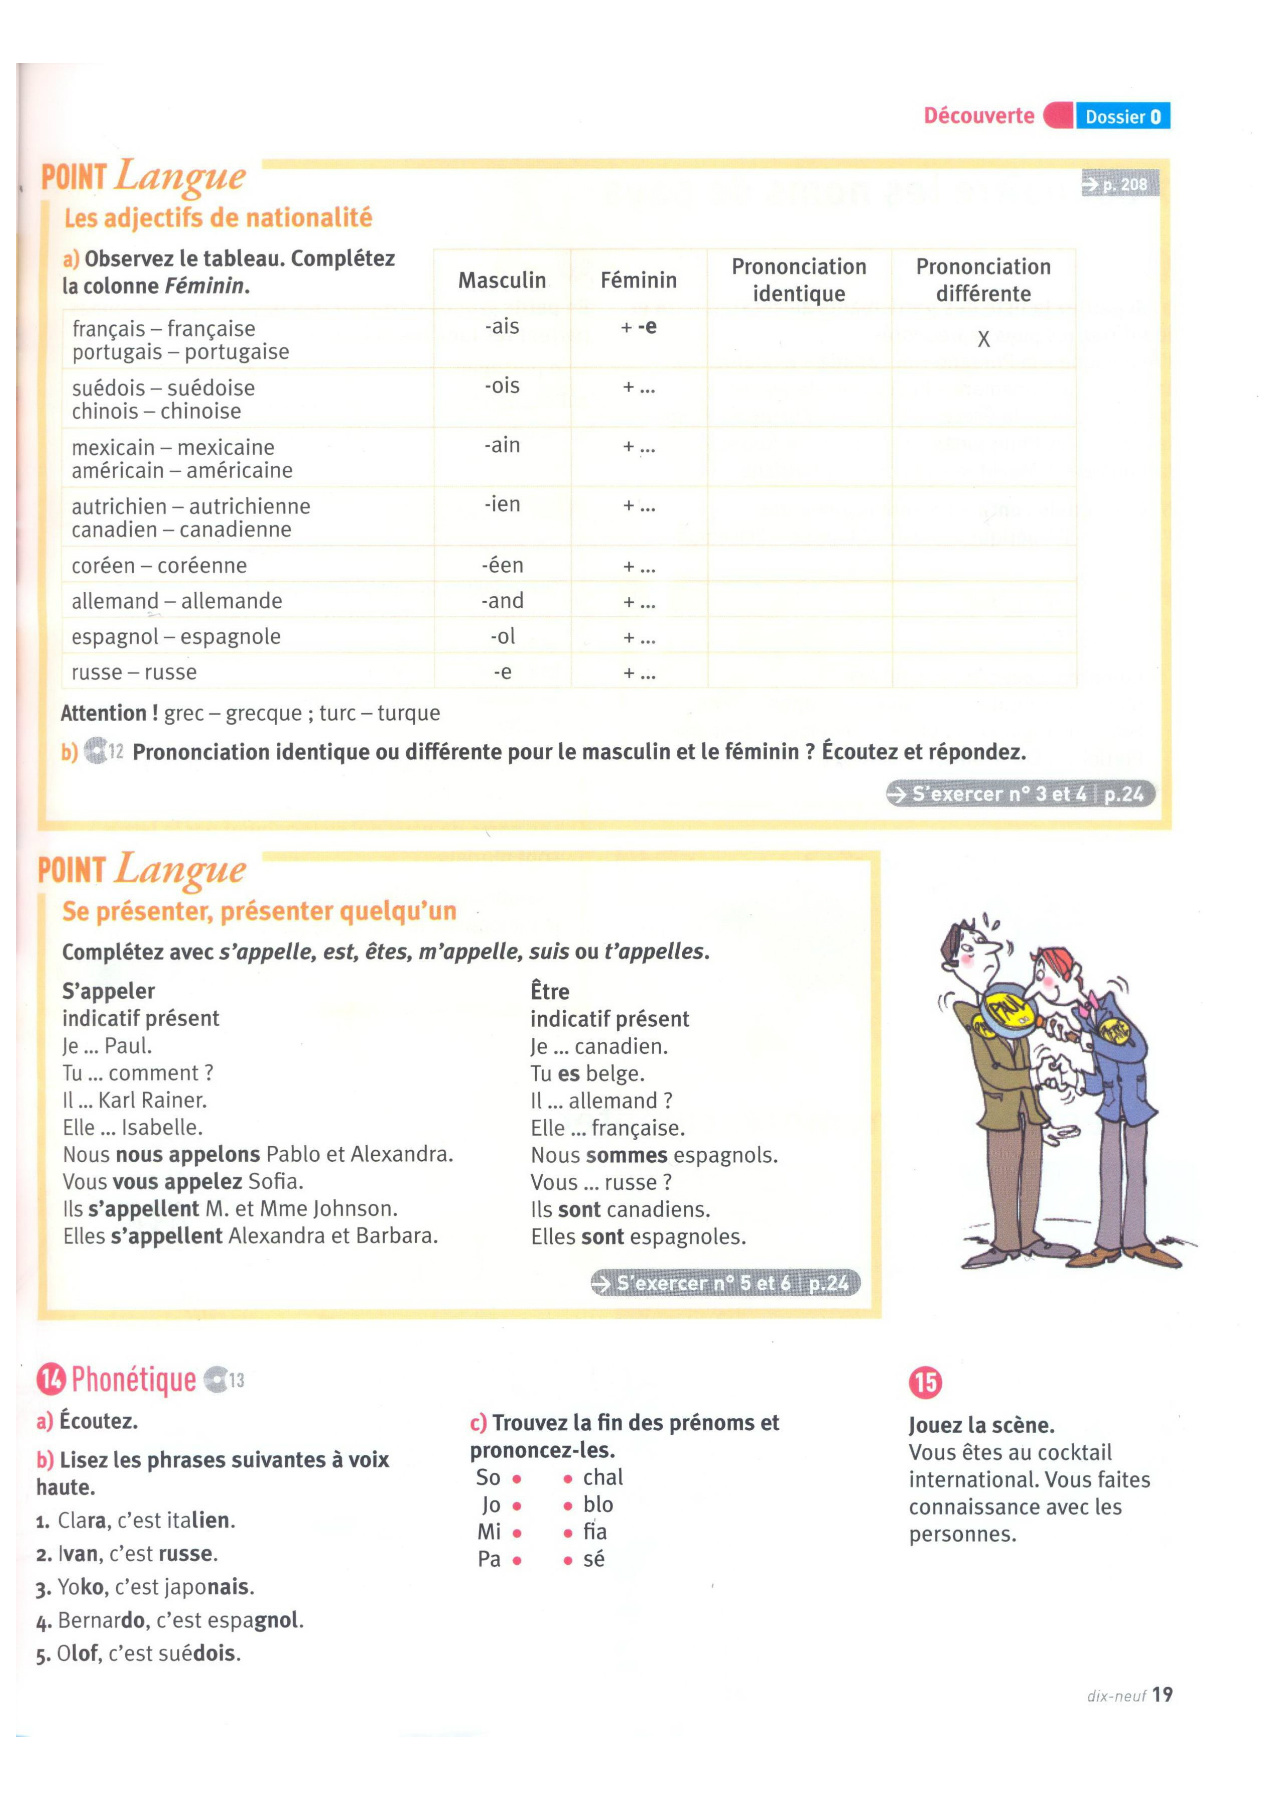 Découverte Dossier 0
POINT Langue
→ p. 208
Les adjectifs de nationalité
a) Observez le tableau. Complétez
la colonne Féminin.
Masculin Féminin Prononciation identique Prononciation différente
français – française -ais + -e X
portugais – portugaise
suédois – suédoise -ois + ...
chinois – chinoise
mexicain – mexicaine -ain + ...
américain – américaine
autrichien – autrichienne -ien + ...
canadien – canadienne
coréen – coréenne -éen + ...
allemand – allemande -and + ...
espagnol – espagnole -ol + ...
russe – russe -e + ...
Attention ! grec – grecque ; turc – turque
b) 12 Prononciation identique ou différente pour le masculin et le féminin ? Écoutez et répondez.
→ S'exercer n° 3 et 4 | p.24
POINT Langue
Se présenter, présenter quelqu'un
Complétez avec s'appelle, est, êtes, m'appelle, suis ou t'appelles.
S'appeler
indicatif présent
Je ... Paul.
Tu ... comment ?
Il ... Karl Rainer.
Elle ... Isabelle.
Nous nous appelons Pablo et Alexandra.
Vous vous appelez Sofia.
Ils s'appellent M. et Mme Johnson.
Elles s'appellent Alexandra et Barbara.
Être
indicatif présent
Je ... canadien.
Tu es belge.
Il ... allemand ?
Elle ... française.
Nous sommes espagnols.
Vous ... russe ?
Ils sont canadiens.
Elles sont espagnoles.
→ S'exercer n° 5 et 6 | p.24
PAUL
14 Phonétique 13
a) Écoutez.
b) Lisez les phrases suivantes à voix
haute.
1. Clara, c'est italien.
2. Ivan, c'est russe.
3. Yoko, c'est japonais.
4. Bernardo, c'est espagnol.
5. Olof, c'est suédois.
c) Trouvez la fin des prénoms et
prononcez-les.
So • • chal
Jo • • blo
Mi • • fia
Pa • • sé
15
Jouez la scène.
Vous êtes au cocktail
international. Vous faites
connaissance avec les
personnes.
dix-neuf 19